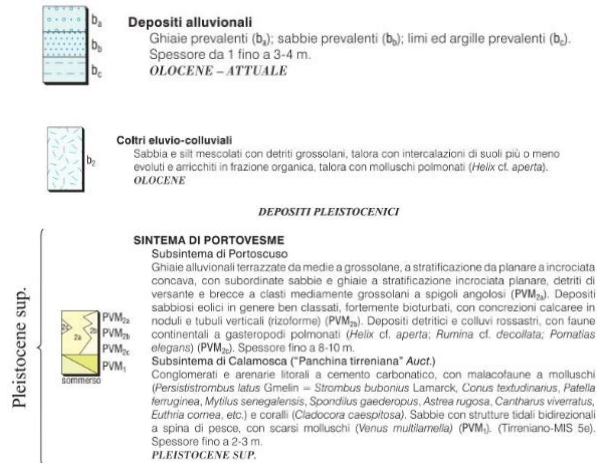 bₐ
Depositi alluvionali
Ghiaie prevalenti (bₐ); sabbie prevalenti (b_b); limi ed argille prevalenti (b_c).
b_b
Spessore da 1 fino a 3-4 m.
b_c
OLOCENE – ATTUALE
Coltri eluvio-colluviali
Sabbia e silt mescolati con detriti grossolani, talora con intercalazioni di suoli più o meno
b₂
evoluti e arricchiti in frazione organica, talora con molluschi polmonati (Helix cf. aperta).
OLOCENE
DEPOSITI PLEISTOCENICI
Pleistocene sup.
SINTEMA DI PORTOVESME
Subsintema di Portoscuso
Ghiaie alluvionali terrazzate da medie a grossolane, a stratificazione da planare a incrociata
concava, con subordinate sabbie e ghiaie a stratificazione incrociata planare, detriti di
versante e brecce a clasti mediamente grossolani a spigoli angolosi (PVM₂ₐ). Depositi
sabbiosi eolici in genere ben classati, fortemente bioturbati, con concrezioni calcaree in
noduli e tubuli verticali (rizoforme) (PVM₂b). Depositi detritici e colluvi rossastri, con faune
continentali a gasteropodi polmonati (Helix cf. aperta; Rumina cf. decollata; Pomatias
elegans) (PVM₂c). Spessore fino a 8-10 m.
2c 2a 2b
PVM₂ₐ
PVM₂b
PVM₂c
PVM₁
sommerso
Subsintema di Calamosca ("Panchina tirreniana" Auct.)
Conglomerati e arenarie litorali a cemento carbonatico, con malacofaune a molluschi
(Persististrombus latus Gmelin = Strombus bubonius Lamarck, Conus textudinarius, Patella
ferruginea, Mytilus senegalensis, Spondilus gaederopus, Astrea rugosa, Cantharus viverratus,
Euthria cornea, etc.) e coralli (Cladocora caespitosa). Sabbie con strutture tidali bidirezionali
a spina di pesce, con scarsi molluschi (Venus multilamella) (PVM₁). (Tirreniano-MIS 5e).
Spessore fino a 2-3 m.
PLEISTOCENE SUP.